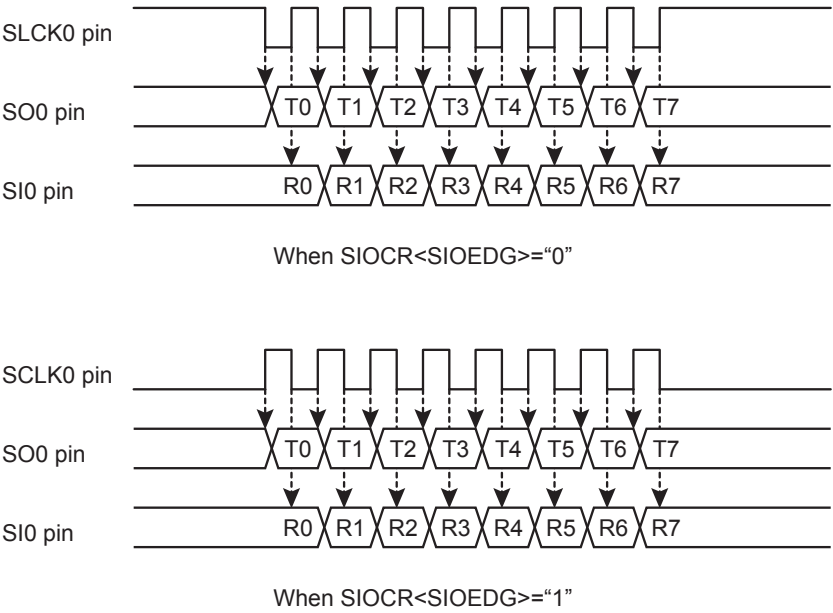 SLCK0 pin
SO0 pin T0 T1 T2 T3 T4 T5 T6 T7
SI0 pin R0 R1 R2 R3 R4 R5 R6 R7
When SIOCR<SIOEDG>=“0”
SCLK0 pin
SO0 pin T0 T1 T2 T3 T4 T5 T6 T7
SI0 pin R0 R1 R2 R3 R4 R5 R6 R7
When SIOCR<SIOEDG>=“1”